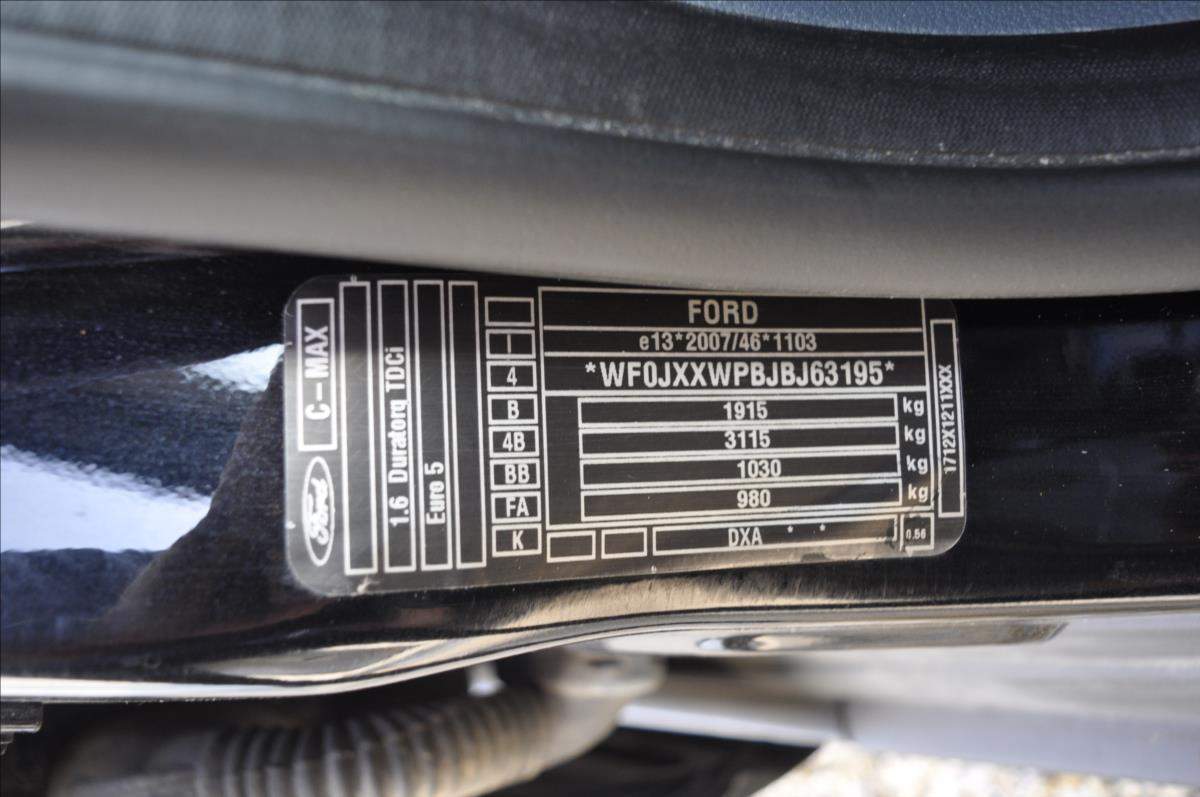 C-MAX
Ford
1.6 Duratorq TDCi
Euro 5
FORD
e13*2007/46*1103
*WF0JXXWPBJBJ63195*
4
B
1915 kg
4B
3115 kg
BB
1030 kg
FA
980 kg
K
DXA * *
0.56
1712X1211XXX